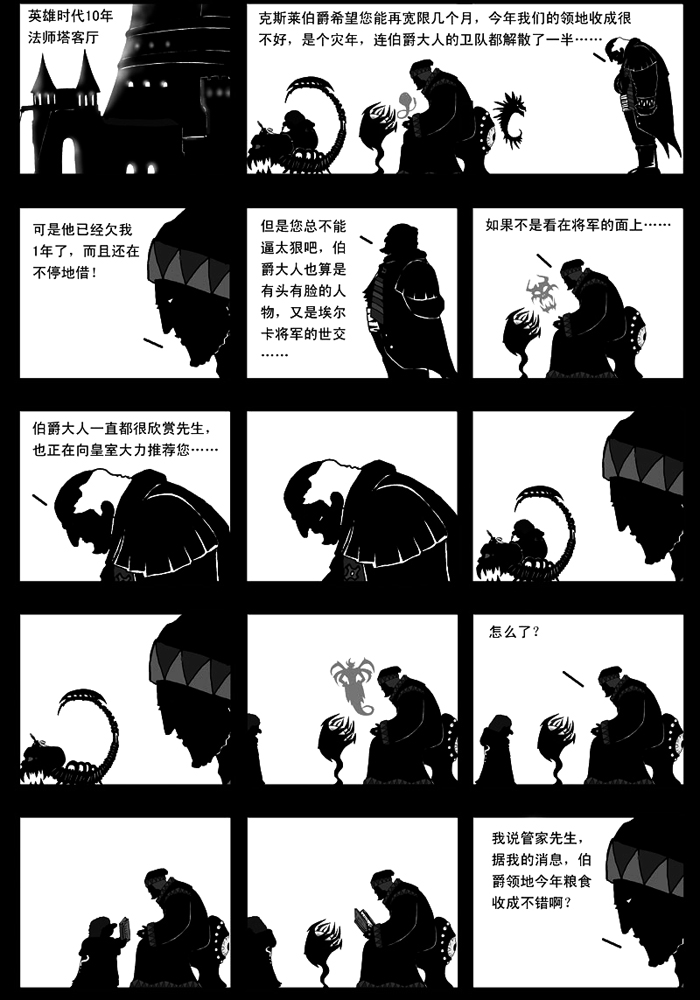 英雄时代10年
法师塔客厅
克斯莱伯爵希望您能再宽限几个月，今年我们的领地收成很
不好，是个灾年，连伯爵大人的卫队都解散了一半……
可是他已经欠我
1年了，而且还在
不停地借！
但是您总不能
逼太狠吧，伯
爵大人也算是
有头有脸的人
物，又是埃尔
卡将军的世交
……
如果不是看在将军的面上……
伯爵大人一直都很欣赏先生，
也正在向皇室大力推荐您……
怎么了？
我说管家先生，
据我的消息，伯
爵领地今年粮食
收成不错啊？